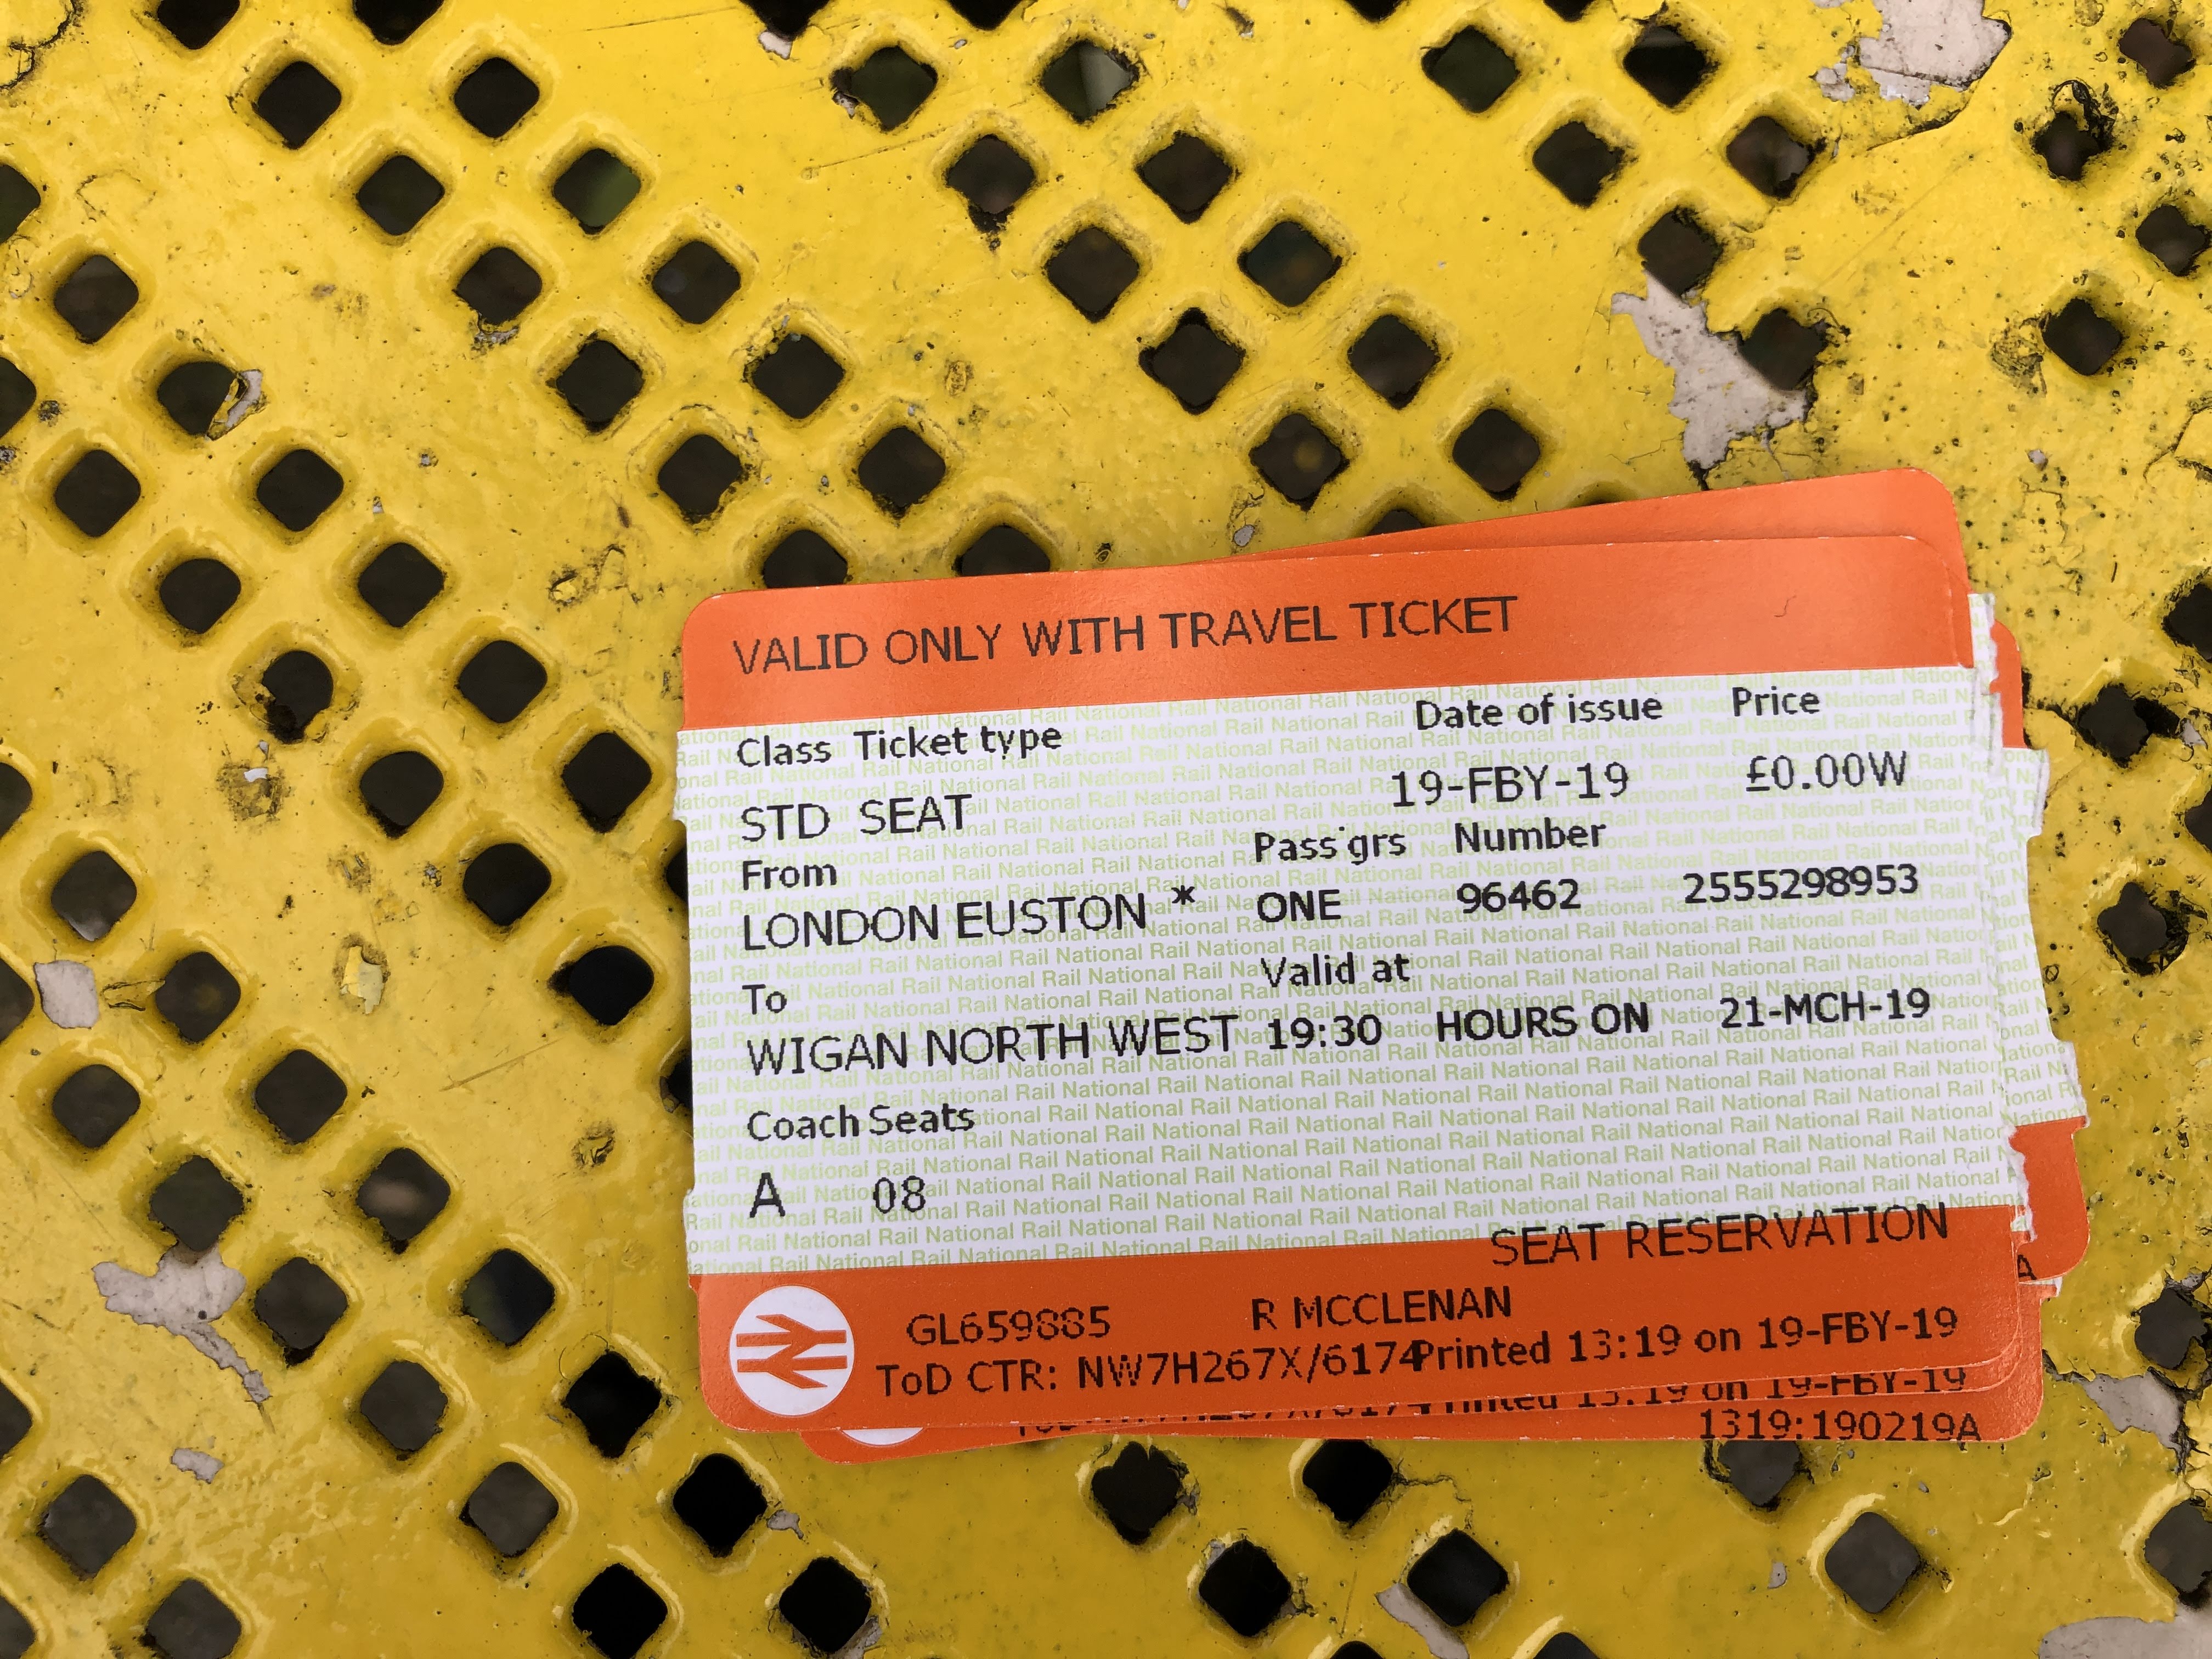 VALID ONLY WITH TRAVEL TICKET
Class Ticket type Date of issue Price
STD SEAT 19-FBY-19 £0.00W
From Pass'grs Number
LONDON EUSTON * ONE 96462 2555298953
To Valid at
WIGAN NORTH WEST 19:30 HOURS ON 21-MCH-19
Coach Seats
A 08
SEAT RESERVATION
GL659885 R MCCLENAN
ToD CTR: NW7H267X/6174Printed 13:19 on 19-FBY-19
1319:190219A